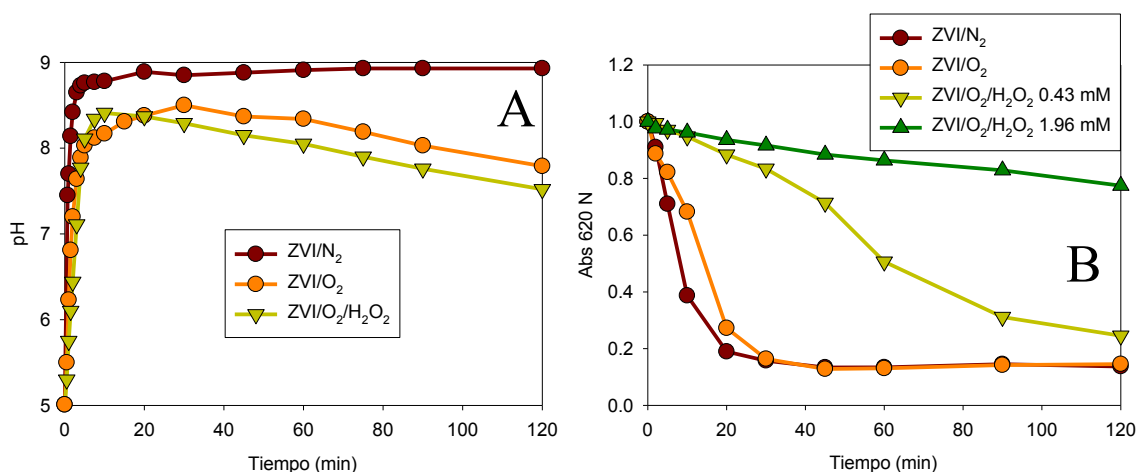 A
pH
9
8
7
6
5
0 20 40 60 80 100 120
Tiempo (min)
ZVI/N₂
ZVI/O₂
ZVI/O₂/H₂O₂
B
Abs 620 N
1.2
1.0
0.8
0.6
0.4
0.2
0.0
0 20 40 60 80 100 120
Tiempo (min)
ZVI/N₂
ZVI/O₂
ZVI/O₂/H₂O₂ 0.43 mM
ZVI/O₂/H₂O₂ 1.96 mM